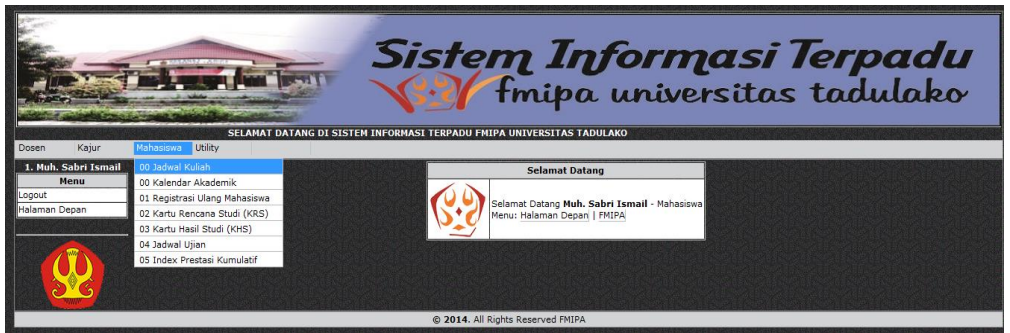 Sistem Informasi Terpadu
fmipa universitas tadulako
SELAMAT DATANG DI SISTEM INFORMASI TERPADU FMIPA UNIVERSITAS TADULAKO
Dosen Kajur Mahasiswa Utility
1. Muh. Sabri Ismail
Menu
Logout
Halaman Depan
00 Jadwal Kuliah
00 Kalendar Akademik
01 Registrasi Ulang Mahasiswa
02 Kartu Rencana Studi (KRS)
03 Kartu Hasil Studi (KHS)
04 Jadwal Ujian
05 Index Prestasi Kumulatif
Selamat Datang
Selamat Datang Muh. Sabri Ismail - Mahasiswa
Menu: Halaman Depan | FMIPA
© 2014. All Rights Reserved FMIPA